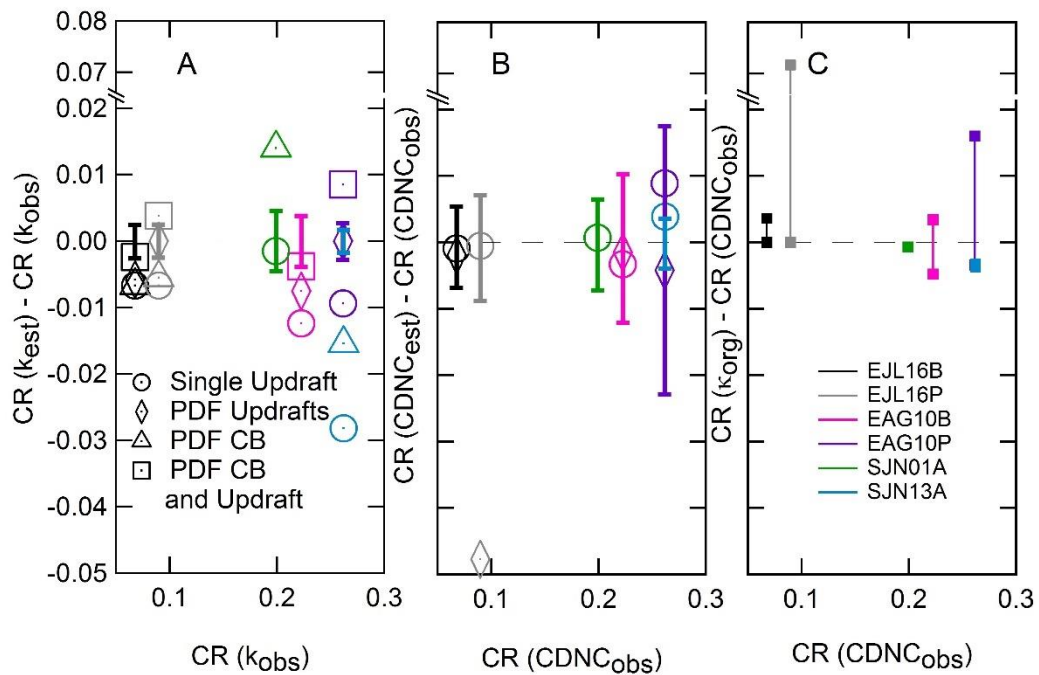 A
B
C
0.08
0.07
0.02
0.01
0.00
-0.01
-0.02
-0.03
-0.04
-0.05
CR (kest) - CR (kobs)
CR (CDNCest) - CR (CDNCobs)
CR (κorg) - CR (CDNCobs)
Single Updraft
PDF Updrafts
PDF CB
PDF CB
and Updraft
EJL16B
EJL16P
EAG10B
EAG10P
SJN01A
SJN13A
0.1 0.2 0.3
0.1 0.2 0.3
0.1 0.2 0.3
CR (kobs)
CR (CDNCobs)
CR (CDNCobs)